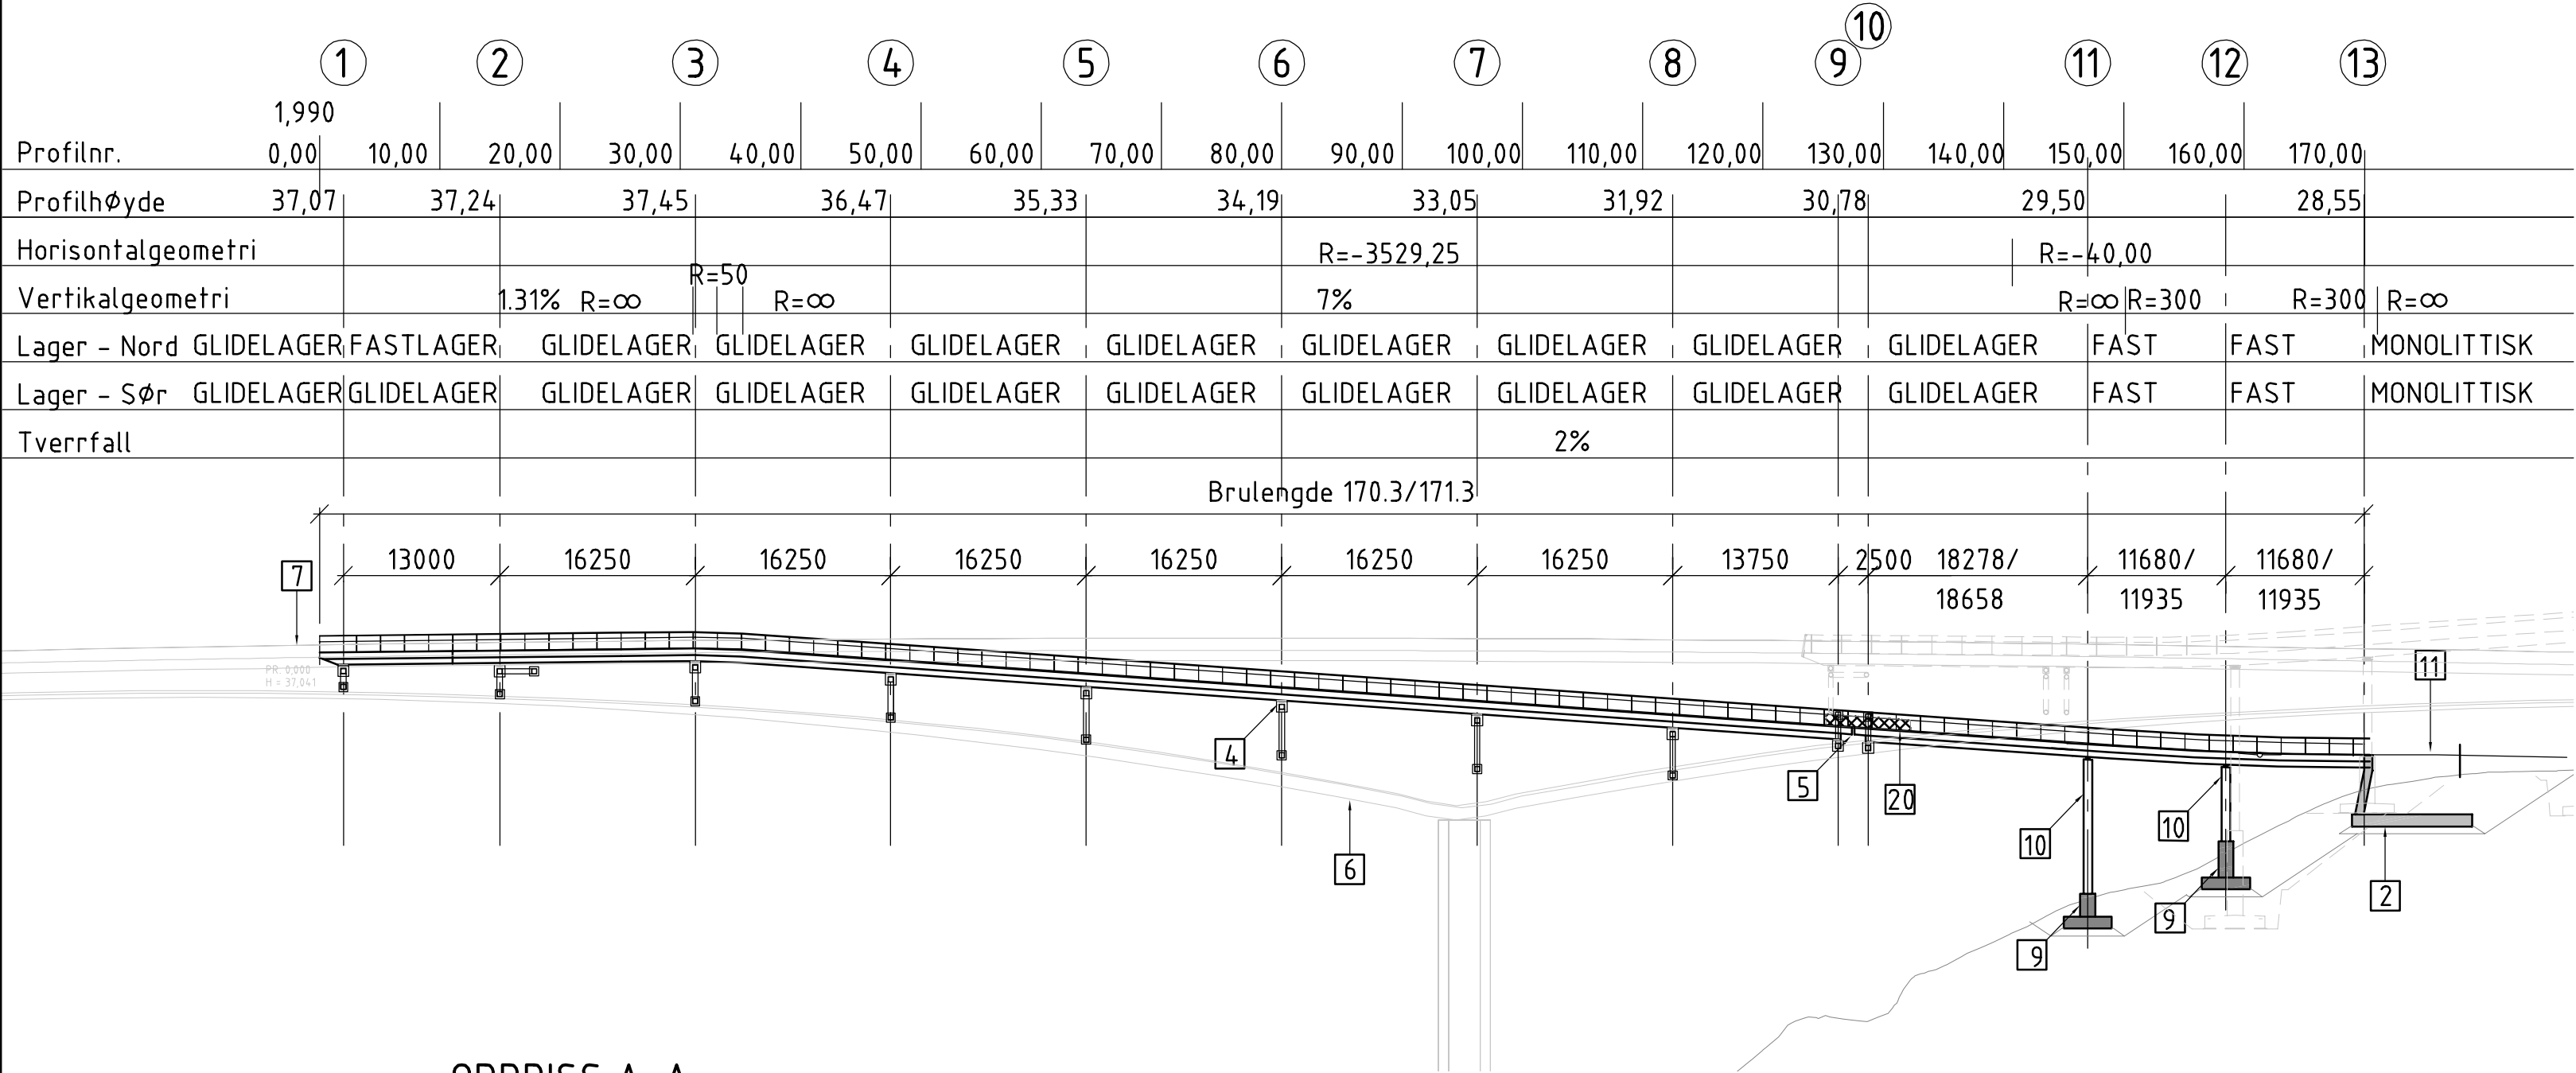 10
1 2 3 4 5 6 7 8 9 11 12 13
1,990
Profilnr. 0,00 10,00 20,00 30,00 40,00 50,00 60,00 70,00 80,00 90,00 100,00 110,00 120,00 130,00 140,00 150,00 160,00 170,00
Profilhøyde 37,07 37,24 37,45 36,47 35,33 34,19 33,05 31,92 30,78 29,50 28,55
Horisontalgeometri R=-3529,25 R=-40,00
R=50
Vertikalgeometri 1.31% R=∞ R=∞ 7% R=∞ R=300 R=300 R=∞
Lager - Nord GLIDELAGER FASTLAGER GLIDELAGER GLIDELAGER GLIDELAGER GLIDELAGER GLIDELAGER GLIDELAGER GLIDELAGER GLIDELAGER FAST FAST MONOLITTISK
Lager - Sør GLIDELAGER GLIDELAGER GLIDELAGER GLIDELAGER GLIDELAGER GLIDELAGER GLIDELAGER GLIDELAGER GLIDELAGER GLIDELAGER FAST FAST MONOLITTISK
Tverrfall 2%
Brulengde 170.3/171.3
13000 16250 16250 16250 16250 16250 16250 13750 2500 18278/ 11680/ 11680/
7
18658 11935 11935
PR. 0,000
H = 37,041
11
4
5
20
10
10
6
2
9
9